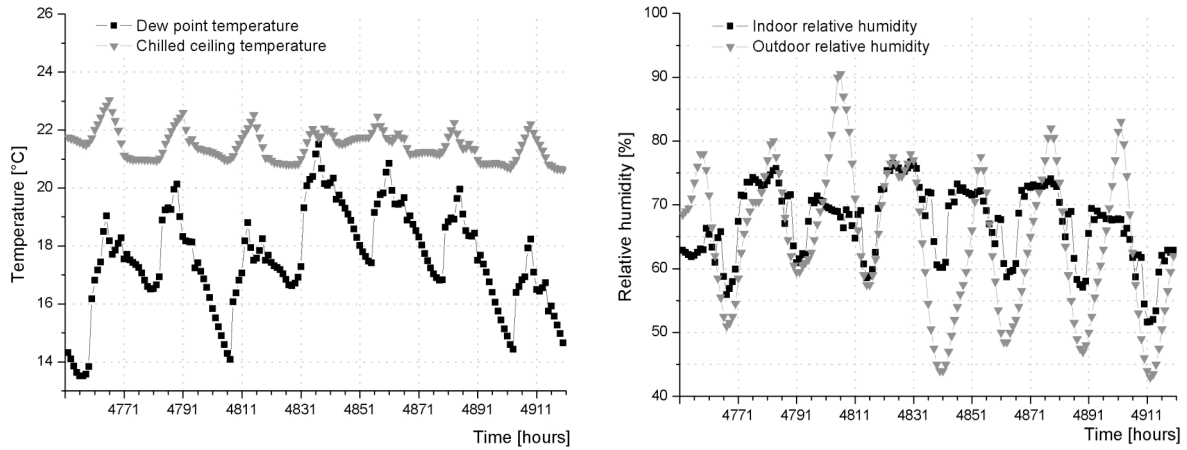 26
24
22
20
18
16
14
Temperature [°C]
Dew point temperature
Chilled ceiling temperature
4771 4791 4811 4831 4851 4871 4891 4911
Time [hours]
100
90
80
70
60
50
40
Relative humidity [%]
Indoor relative humidity
Outdoor relative humidity
4771 4791 4811 4831 4851 4871 4891 4911
Time [hours]